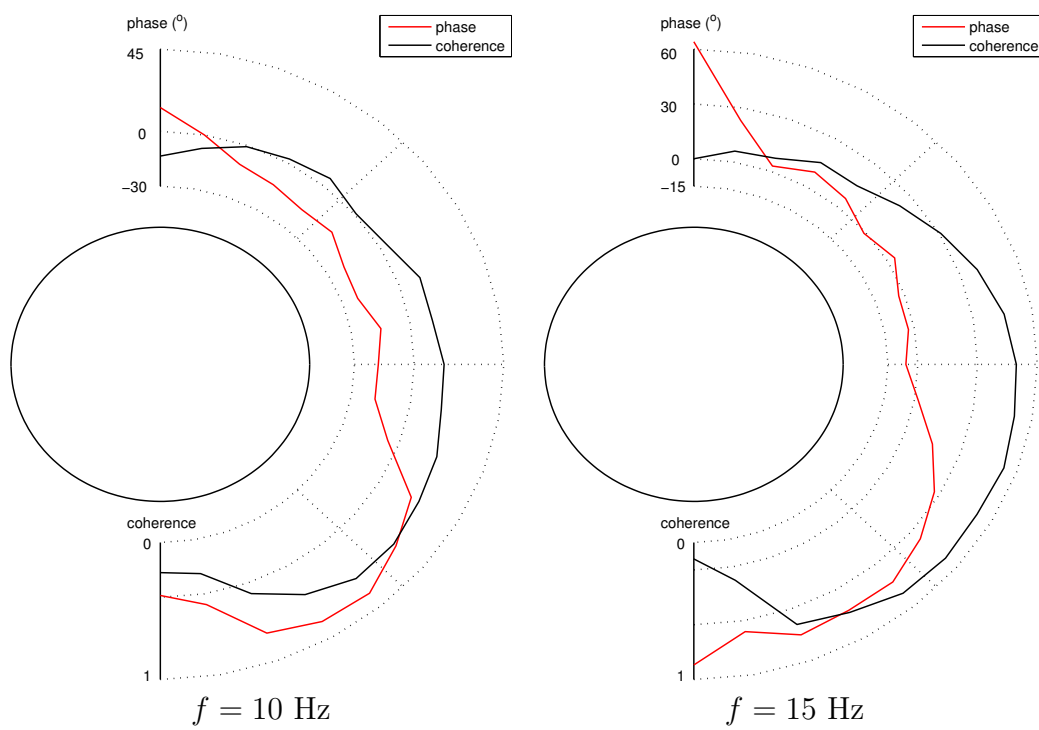 phase (o)
phase
coherence
45
0
−30
coherence
0
1
f = 10 Hz
phase (o)
phase
coherence
60
30
0
−15
coherence
0
1
f = 15 Hz